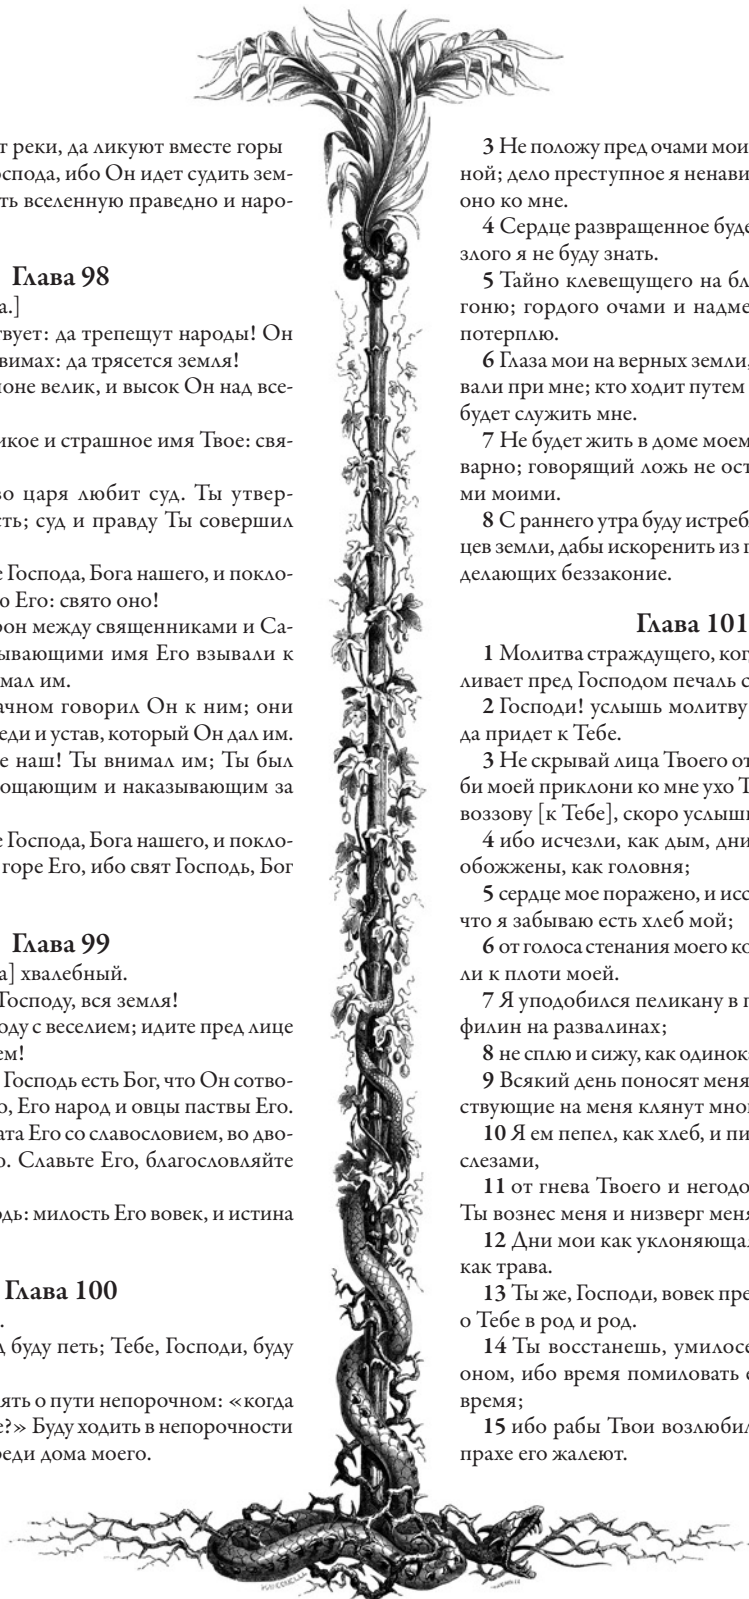 т реки, да ликуют вместе горы
спода, ибо Он идет судить зем-
ть вселенную праведно и наро-
Глава 98
а.]
твует: да трепещут народы! Он
вимах: да трясется земля!
ионе велик, и высок Он над все-
икое и страшное имя Твое: свя-
во царя любит суд. Ты утвер-
сть; суд и правду Ты совершил
е Господа, Бога нашего, и покло-
ю Его: свято оно!
рон между священниками и Са-
ывающими имя Его взывали к
мал им.
ачном говорил Он к ним; они
еди и устав, который Он дал им.
е наш! Ты внимал им; Ты был
ощающим и наказывающим за
е Господа, Бога нашего, и покло-
горе Его, ибо свят Господь, Бог
Глава 99
а] хвалебный.
Господу, вся земля!
оду с веселием; идите пред лице
ем!
Господь есть Бог, что Он сотво-
о, Его народ и овцы паствы Его.
ата Его со славословием, во дво-
ю. Славьте Его, благословляйте
дь: милость Его вовек, и истина
Глава 100
.
д буду петь; Тебе, Господи, буду
ять о пути непорочном: «когда
е?» Буду ходить в непорочности
реди дома моего.
3 Не положу пред очами мои
ной; дело преступное я ненави
оно ко мне.
4 Сердце развращенное буде
злого я не буду знать.
5 Тайно клевещущего на бл
гоню; гордого очами и надме
потерплю.
6 Глаза мои на верных земли,
вали при мне; кто ходит путем
будет служить мне.
7 Не будет жить в доме моем
варно; говорящий ложь не ост
ми моими.
8 С раннего утра буду истреб
цев земли, дабы искоренить из г
делающих беззаконие.
Глава 101
1 Молитва страждущего, ког
ливает пред Господом печаль с
2 Господи! услышь молитву
да придет к Тебе.
3 Не скрывай лица Твоего от
би моей приклони ко мне ухо Т
воззову [к Тебе], скоро услыши
4 ибо исчезли, как дым, дни
обожжены, как головня;
5 сердце мое поражено, и исс
что я забываю есть хлеб мой;
6 от голоса стенания моего ко
ли к плоти моей.
7 Я уподобился пеликану в п
филин на развалинах;
8 не сплю и сижу, как одинок
9 Всякий день поносят меня
ствующие на меня клянут мно
10 Я ем пепел, как хлеб, и пи
слезами,
11 от гнева Твоего и негодо
Ты вознес меня и низверг меня
12 Дни мои как уклоняющая
как трава.
13 Ты же, Господи, вовек пре
о Тебе в род и род.
14 Ты восстанешь, умилосе
оном, ибо время помиловать е
время;
15 ибо рабы Твои возлюбил
прахе его жалеют.